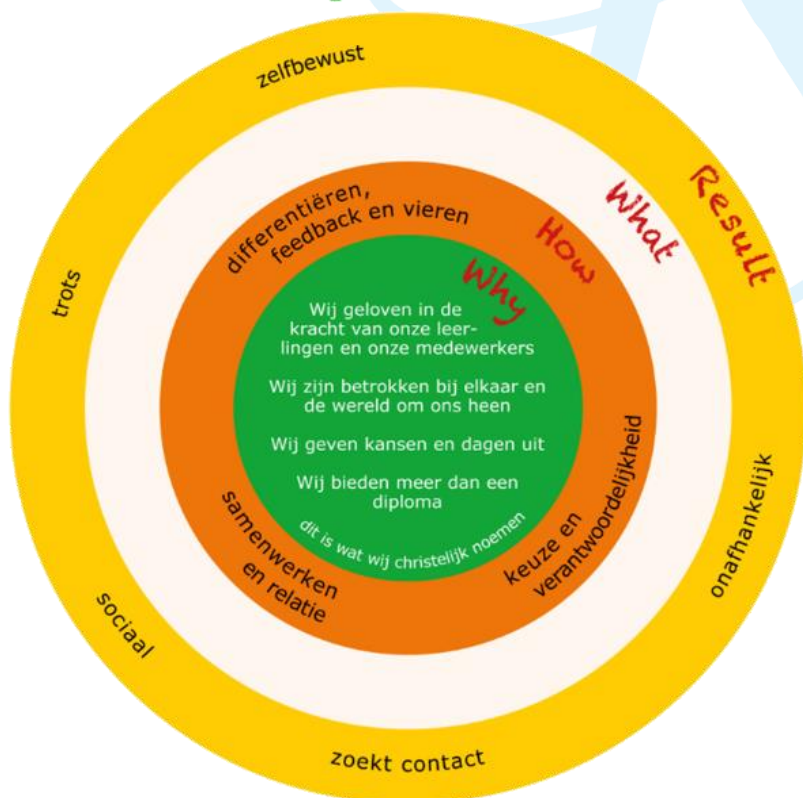 zelfbewust
Result
What
How
Why
differentiëren,
feedback en vieren
trots
Wij geloven in de
kracht van onze leer-
lingen en onze medewerkers
Wij zijn betrokken bij elkaar en
de wereld om ons heen
Wij geven kansen en dagen uit
Wij bieden meer dan een
diploma
dit is wat wij christelijk noemen
samenwerken
en relatie
keuze en
verantwoordelijkheid
onafhankelijk
sociaal
zoekt contact